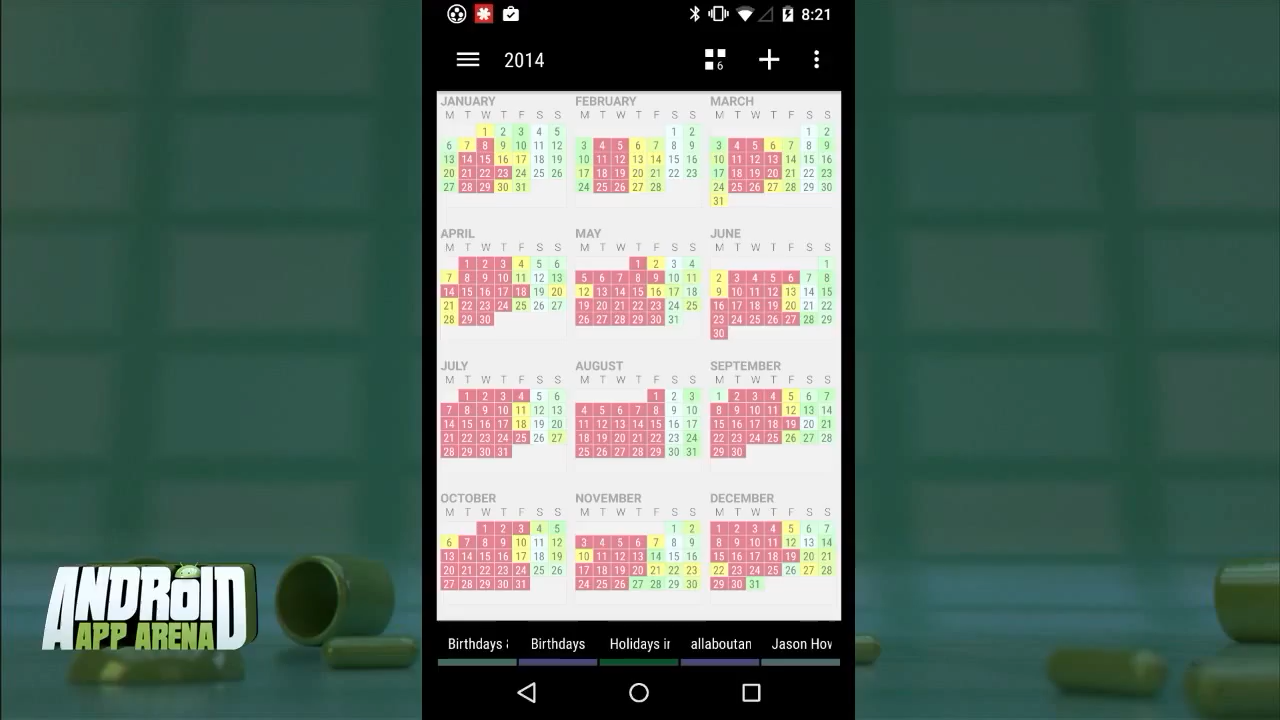 8:21
2014
6
JANUARY FEBRUARY MARCH
M T W T F S S M T W T F S S M T W T F S S
1 2 3 4 5 1 2 1 2
6 7 8 9 10 11 12 3 4 5 6 7 8 9 3 4 5 6 7 8 9
13 14 15 16 17 18 19 10 11 12 13 14 15 16 10 11 12 13 14 15 16
20 21 22 23 24 25 26 17 18 19 20 21 22 23 17 18 19 20 21 22 23
27 28 29 30 31 24 25 26 27 28 24 25 26 27 28 29 30
31
APRIL MAY JUNE
M T W T F S S M T W T F S S M T W T F S S
1 2 3 4 5 6 1 2 3 4 1
7 8 9 10 11 12 13 5 6 7 8 9 10 11 2 3 4 5 6 7 8
14 15 16 17 18 19 20 12 13 14 15 16 17 18 9 10 11 12 13 14 15
21 22 23 24 25 26 27 19 20 21 22 23 24 25 16 17 18 19 20 21 22
28 29 30 26 27 28 29 30 31 23 24 25 26 27 28 29
30
JULY AUGUST SEPTEMBER
M T W T F S S M T W T F S S M T W T F S S
1 2 3 4 5 6 1 2 3 1 2 3 4 5 6 7
7 8 9 10 11 12 13 4 5 6 7 8 9 10 8 9 10 11 12 13 14
14 15 16 17 18 19 20 11 12 13 14 15 16 17 15 16 17 18 19 20 21
21 22 23 24 25 26 27 18 19 20 21 22 23 24 22 23 24 25 26 27 28
28 29 30 31 25 26 27 28 29 30 31 29 30
OCTOBER NOVEMBER DECEMBER
M T W T F S S M T W T F S S M T W T F S S
1 2 3 4 5 1 2 1 2 3 4 5 6 7
6 7 8 9 10 11 12 3 4 5 6 7 8 9 8 9 10 11 12 13 14
13 14 15 16 17 18 19 10 11 12 13 14 15 16 15 16 17 18 19 20 21
20 21 22 23 24 25 26 17 18 19 20 21 22 23 22 23 24 25 26 27 28
27 28 29 30 31 24 25 26 27 28 29 30 29 30 31
Birthdays Birthdays Holidays ir allaboutan Jason Hov
ANDROID
APP ARENA